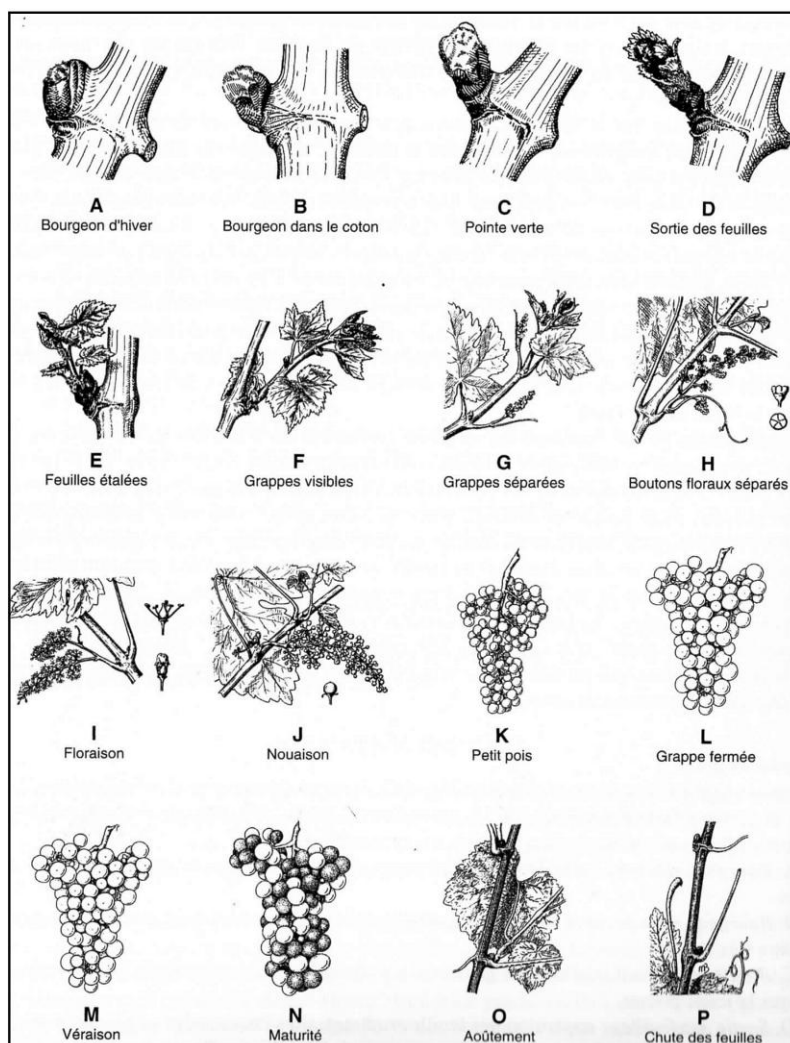 A
Bourgeon d'hiver
B
Bourgeon dans le coton
C
Pointe verte
D
Sortie des feuilles
E
Feuilles étalées
F
Grappes visibles
G
Grappes séparées
H
Boutons floraux séparés
I
Floraison
J
Nouaison
K
Petit pois
L
Grappe fermée
M
Véraison
N
Maturité
O
Aoûtement
P
Chute des feuilles